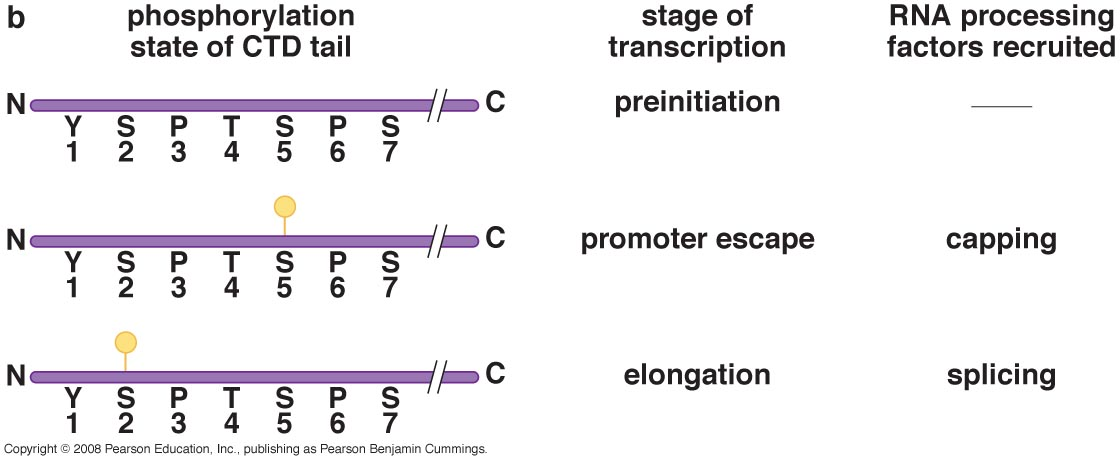 b phosphorylation stage of RNA processing
state of CTD tail transcription factors recruited
N C preinitiation
Y S P T S P S
1 2 3 4 5 6 7
N C promoter escape capping
Y S P T S P S
1 2 3 4 5 6 7
N C elongation splicing
Y S P T S P S
1 2 3 4 5 6 7
Copyright © 2008 Pearson Education, Inc., publishing as Pearson Benjamin Cummings.